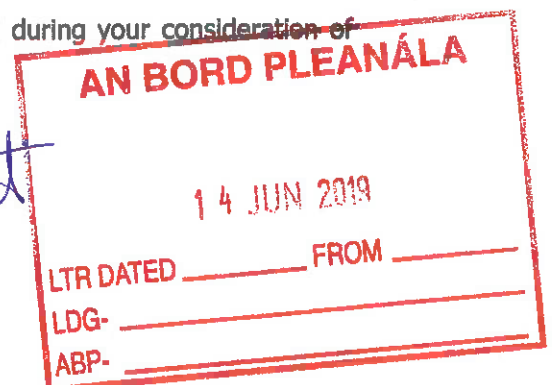 during your consideration of
AN BORD PLEANÁLA
14 JUN 2019
LTR DATED FROM
LDG-
ABP-